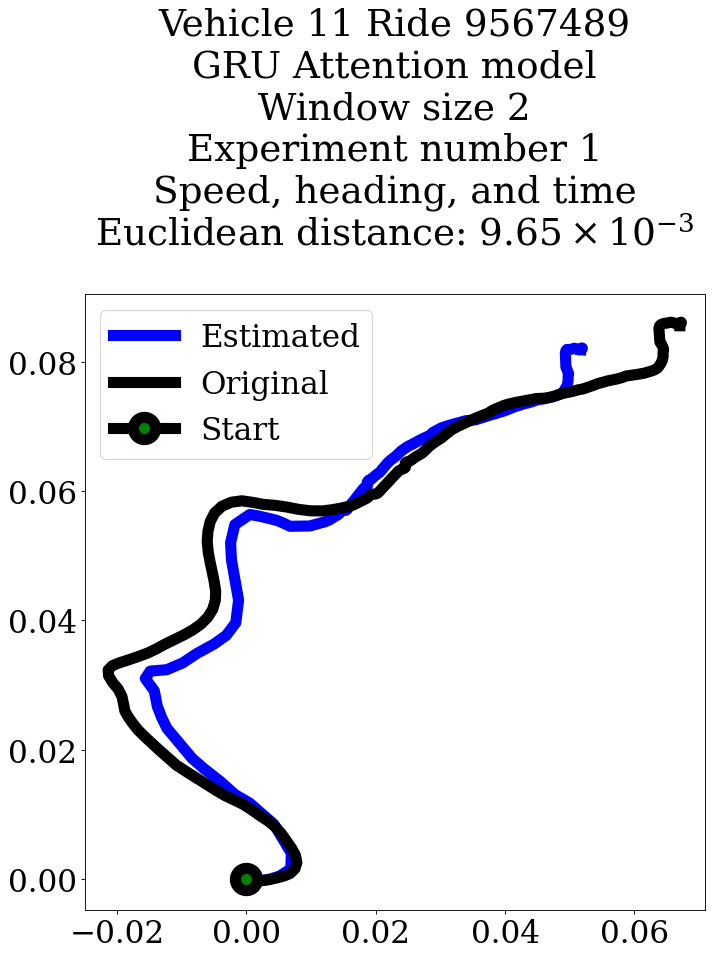 Vehicle 11 Ride 9567489
GRU Attention model
Window size 2
Experiment number 1
Speed, heading, and time
Euclidean distance: 9.65 × 10⁻³
Estimated
Original
Start
0.08
0.06
0.04
0.02
0.00
−0.02 0.00 0.02 0.04 0.06